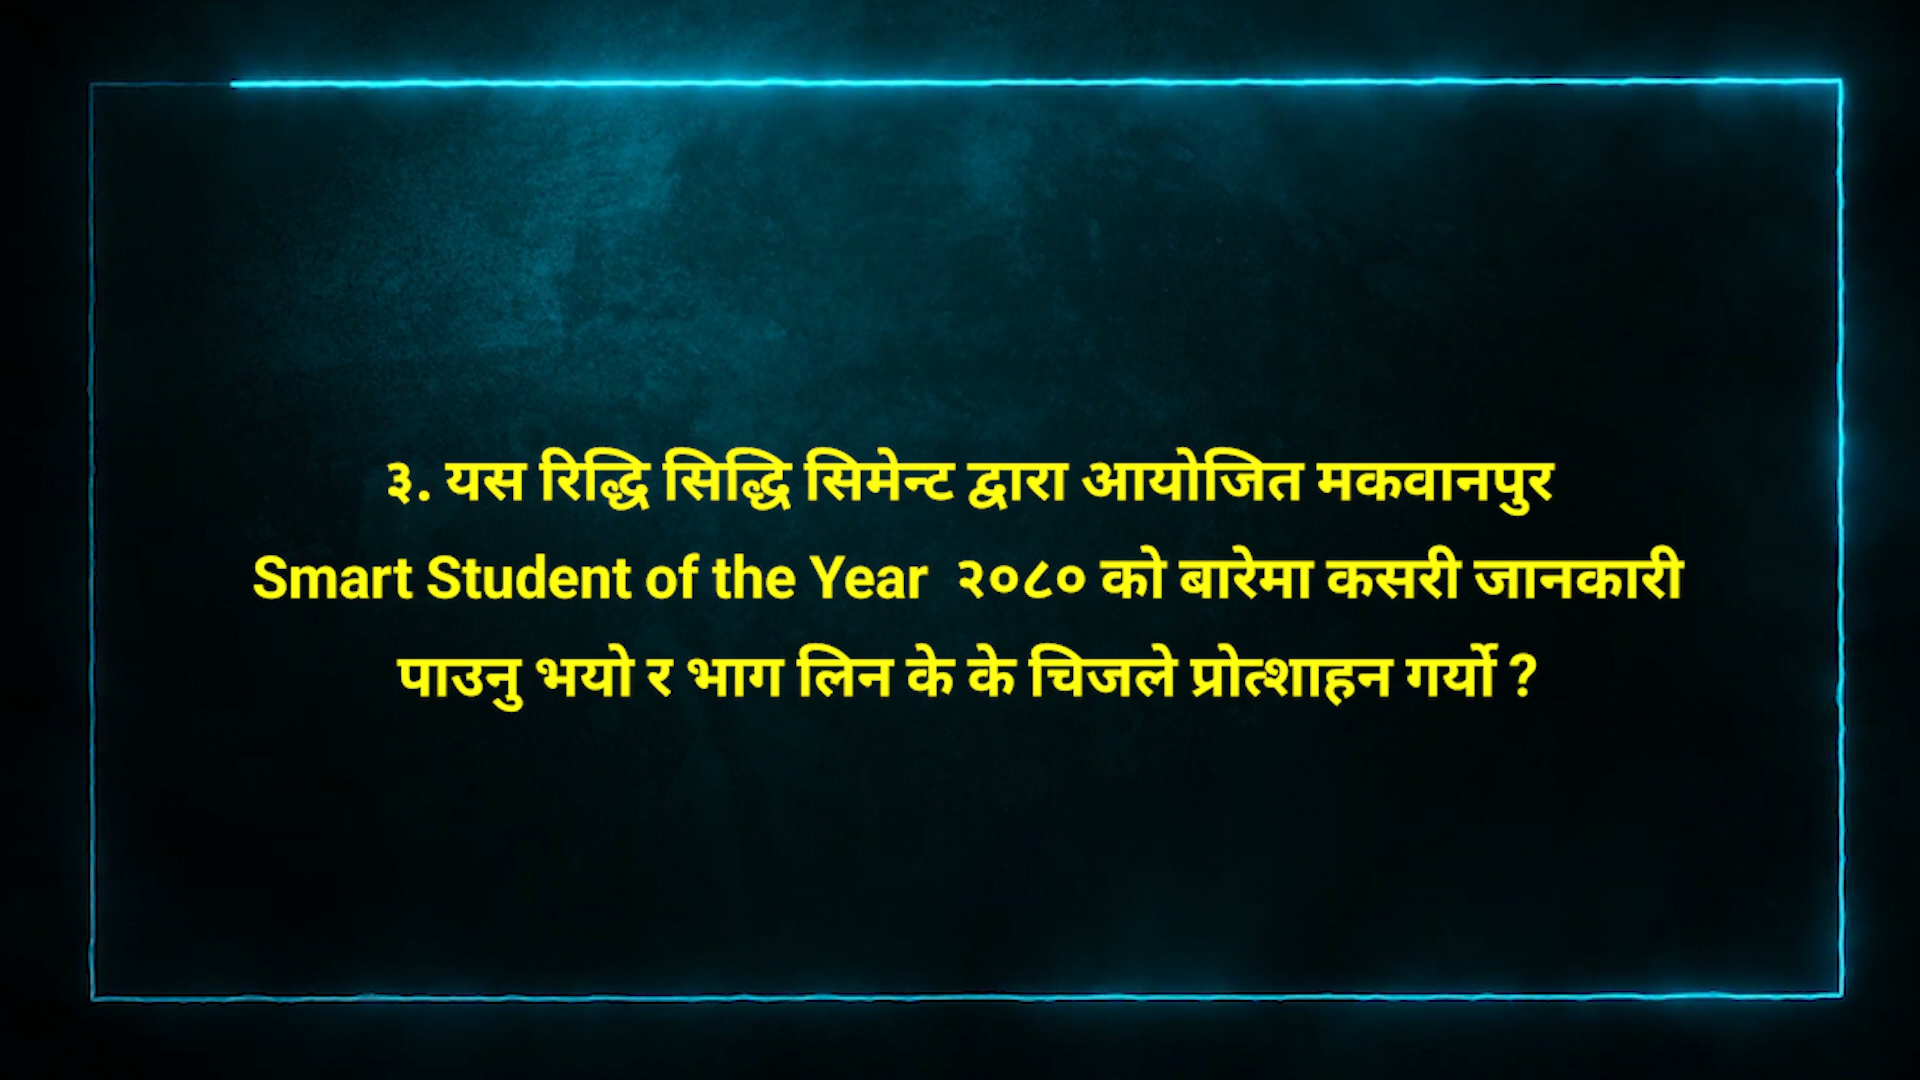 ३. यस रिद्धि सिद्धि सिमेन्ट द्वारा आयोजित मकवानपुर
Smart Student of the Year २०८० को बारेमा कसरी जानकारी
पाउनु भयो र भाग लिन के के चिजले प्रोत्शाहन गर्यो ?